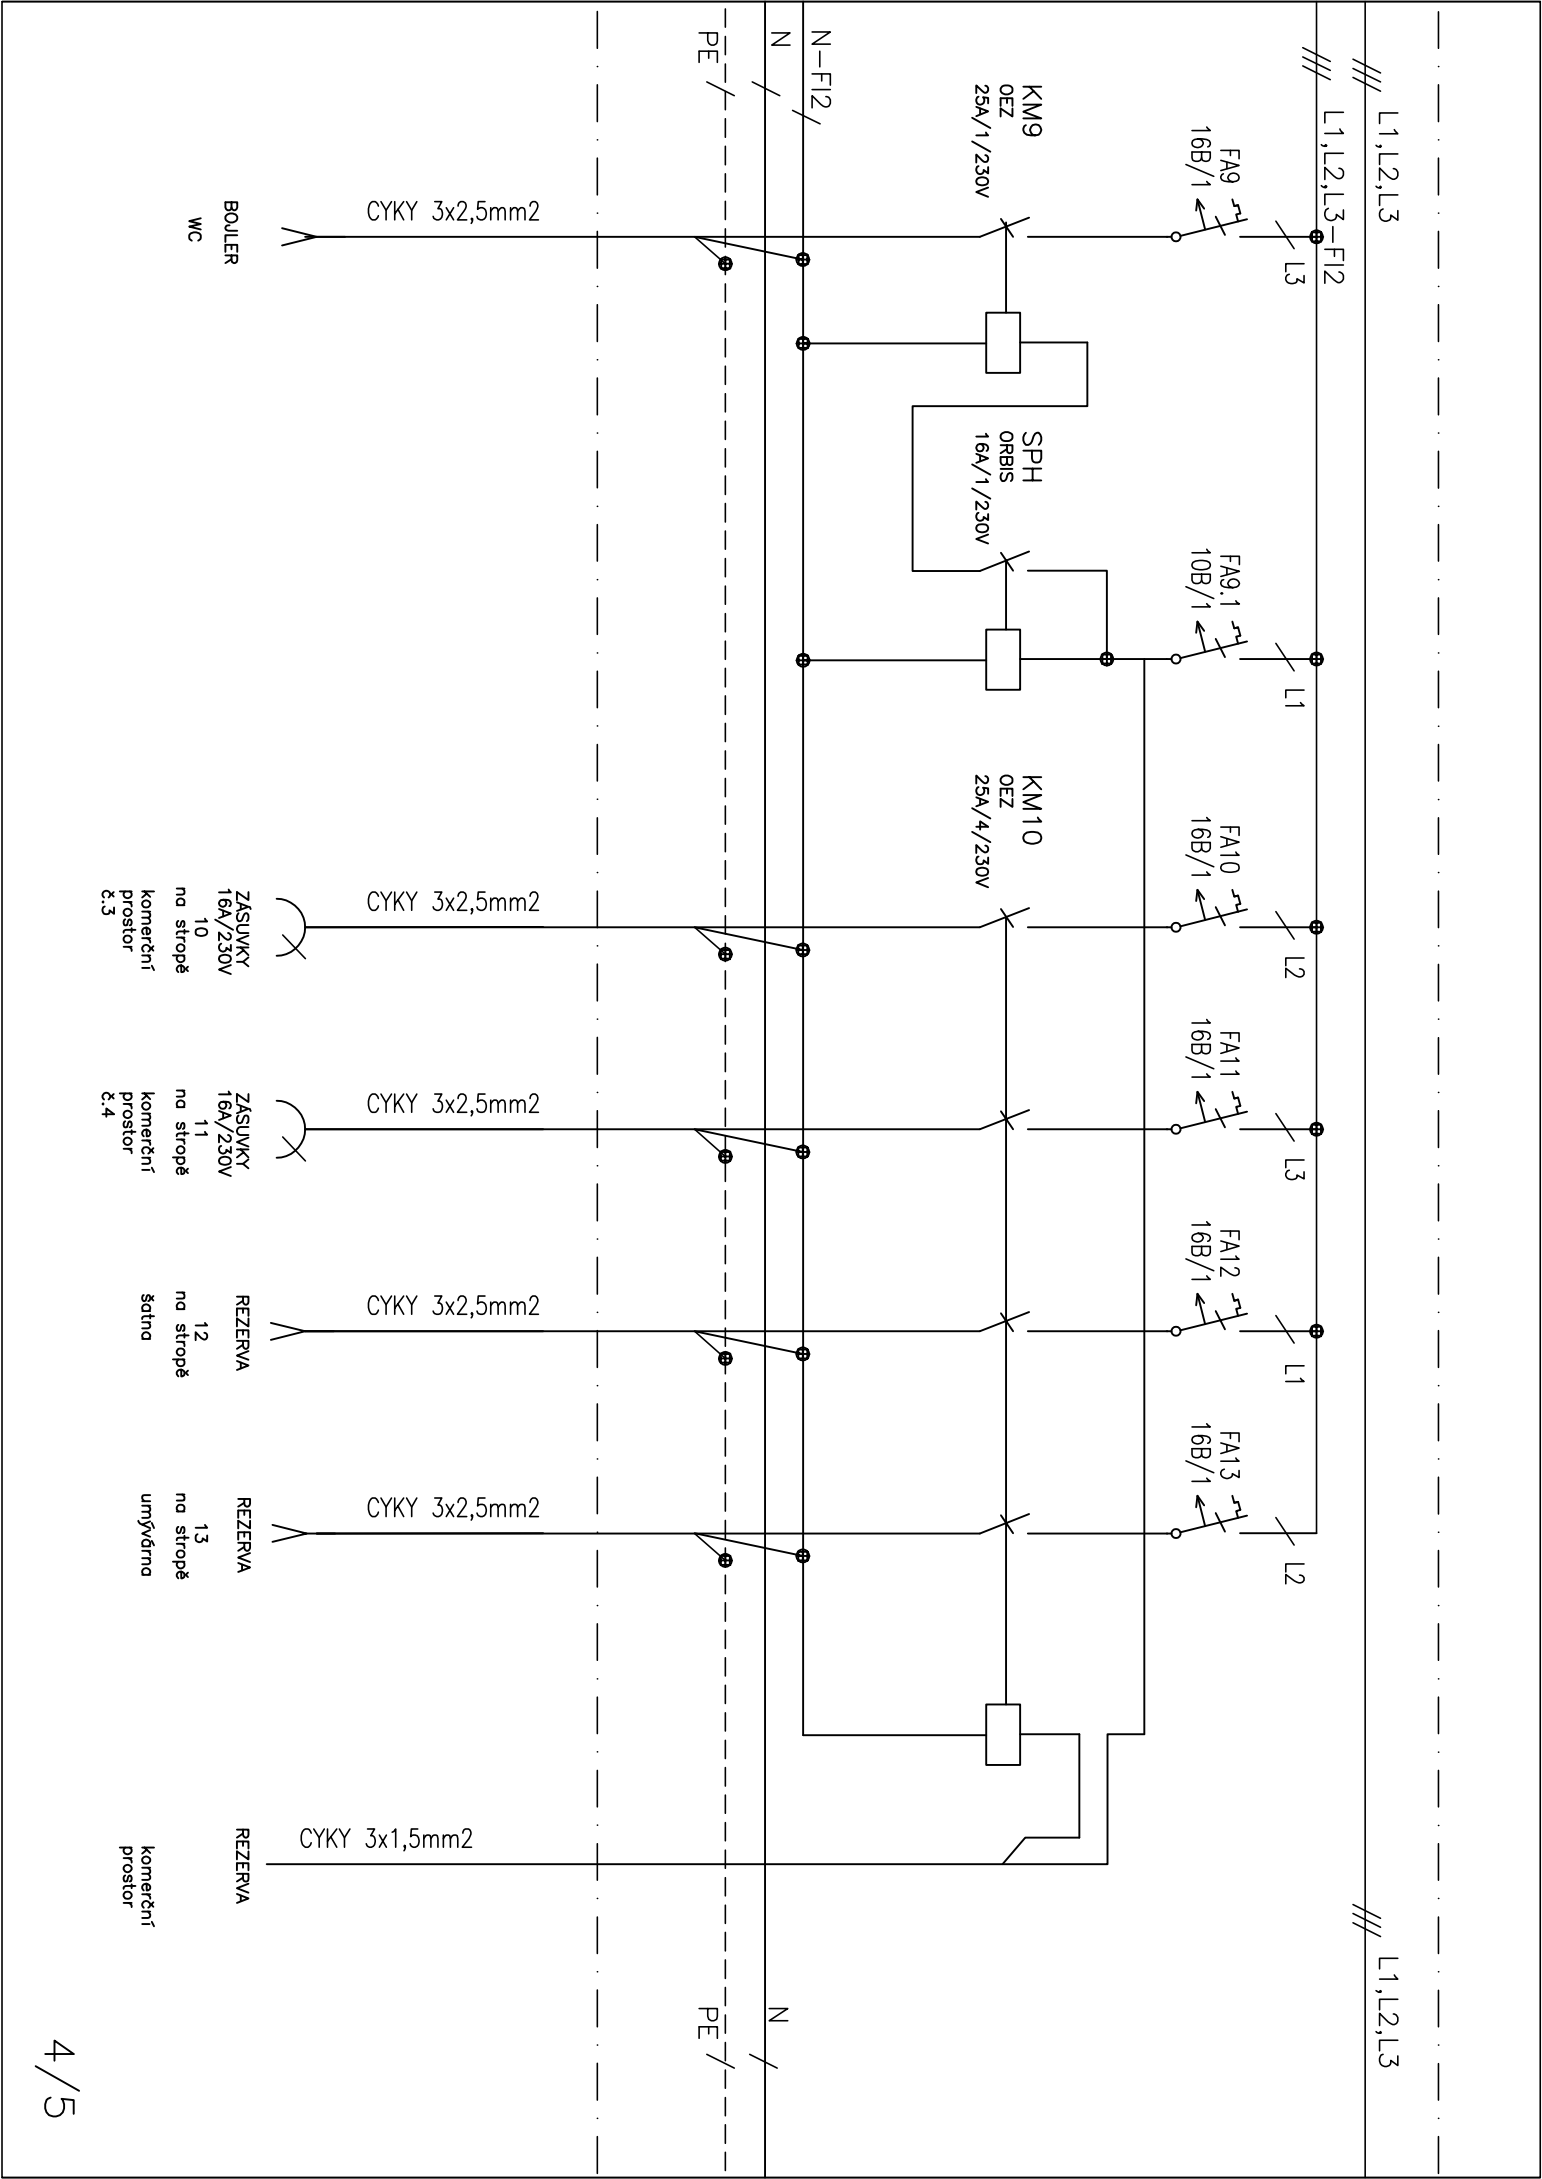 L1,L2,L3
L1,L2,L3
L1,L2,L3-FI2
L3
L1
L2
L3
L1
L2
FA9
16B/1
FA9.1
10B/1
FA10
16B/1
FA11
16B/1
FA12
16B/1
FA13
16B/1
KM9
OEZ
25A/1/230V
SPH
ORBIS
16A/1/230V
KM10
OEZ
25A/4/230V
N-FI2
N
N
PE
PE
CYKY 3x2,5mm2
CYKY 3x2,5mm2
CYKY 3x2,5mm2
CYKY 3x2,5mm2
CYKY 3x2,5mm2
CYKY 3x1,5mm2
BOJLER
WC
ZÁSUVKY
16A/230V
10
na stropě
komerční
prostor
č.3
ZÁSUVKY
16A/230V
11
na stropě
komerční
prostor
č.4
REZERVA
12
na stropě
šatna
REZERVA
13
na stropě
umývárna
REZERVA
komerční
prostor
4/5